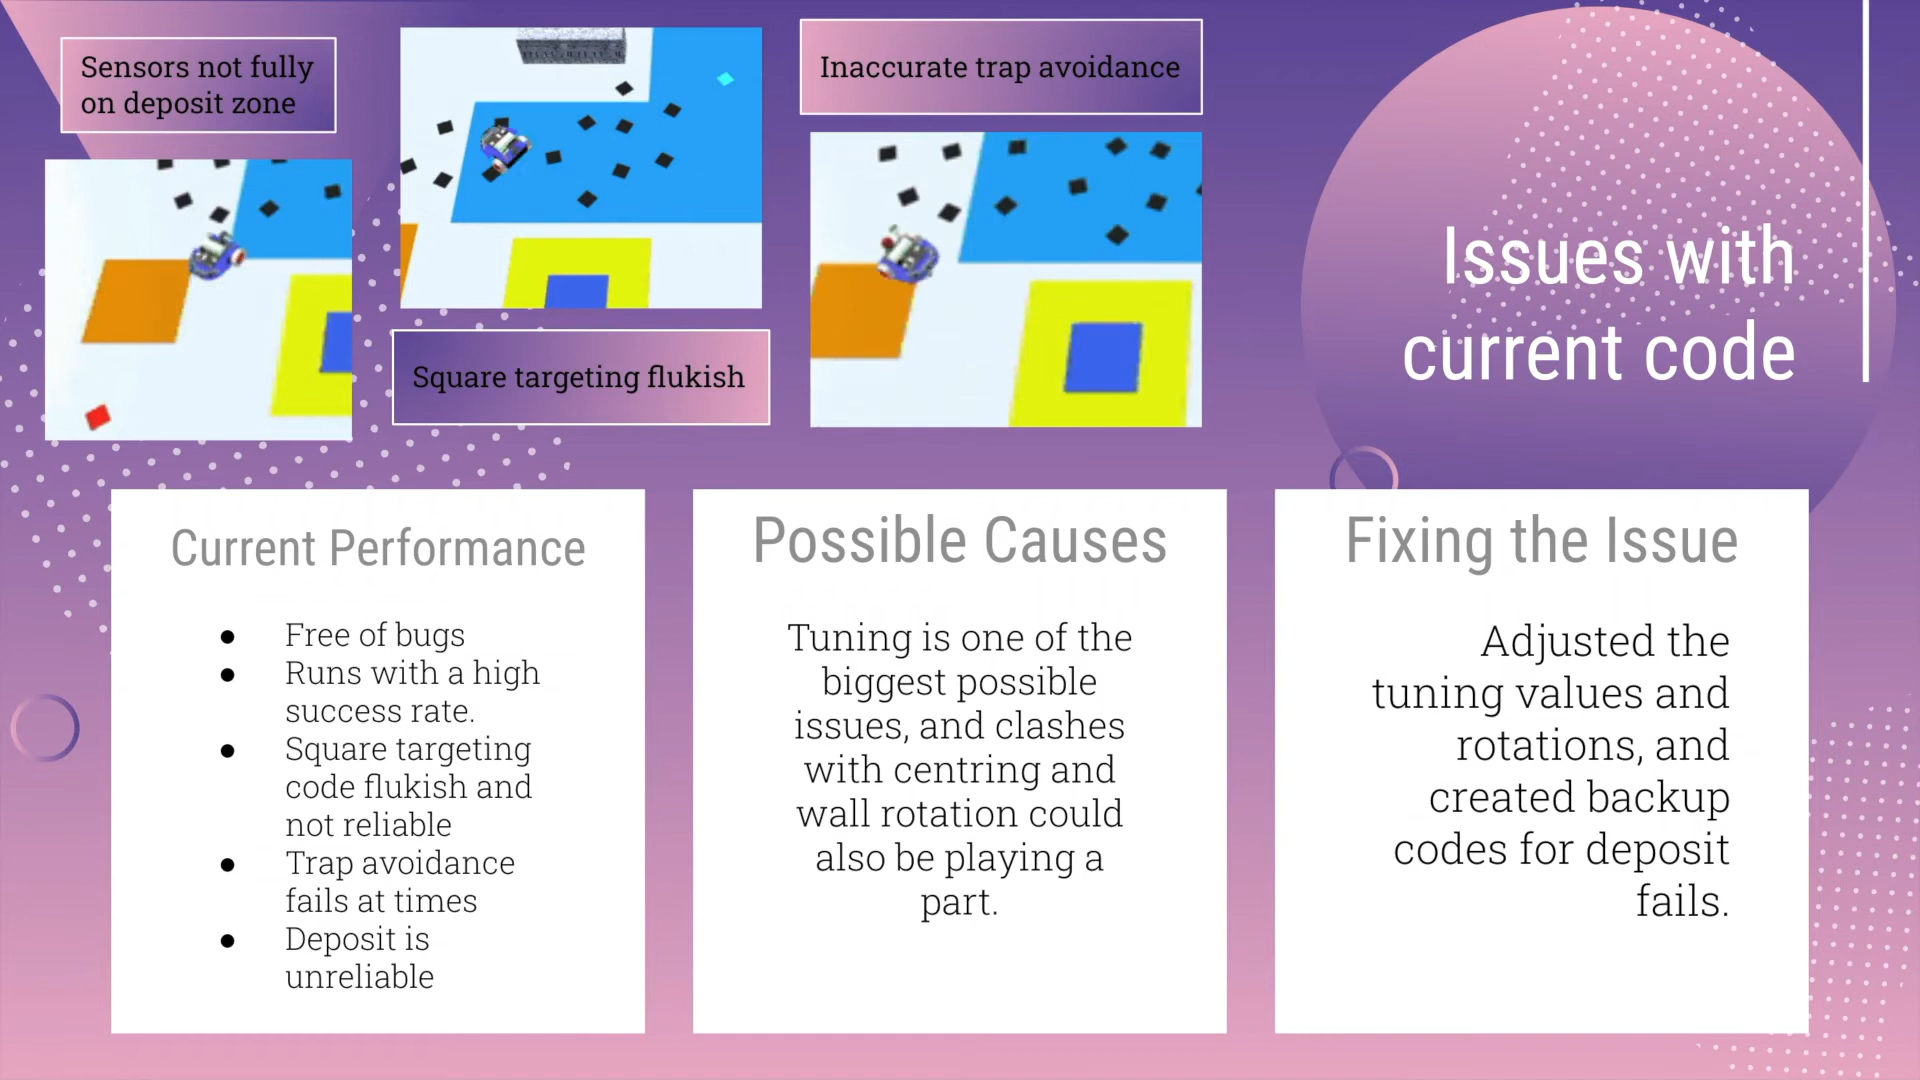 Sensors not fully
on deposit zone
Square targeting flukish
Inaccurate trap avoidance
Issues with
current code
Current Performance
● Free of bugs
● Runs with a high
success rate.
● Square targeting
code flukish and
not reliable
● Trap avoidance
fails at times
● Deposit is
unreliable
Possible Causes
Tuning is one of the
biggest possible
issues, and clashes
with centring and
wall rotation could
also be playing a
part.
Fixing the Issue
Adjusted the
tuning values and
rotations, and
created backup
codes for deposit
fails.